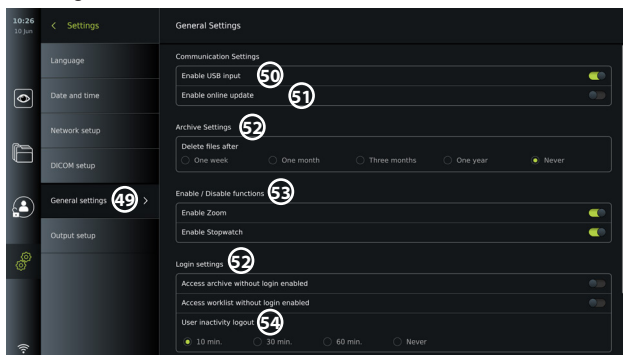 10:26
10 Jun
Settings
General Settings
Language
Date and time
Network setup
DICOM setup
General settings 49
Output setup
Communication Settings
Enable USB input 50
Enable online update 51
Archive Settings 52
Delete files after
One week One month Three months One year Never
Enable / Disable functions 53
Enable Zoom
Enable Stopwatch
Login settings 52
Access archive without login enabled
Access worklist without login enabled
User inactivity logout 54
10 min. 30 min. 60 min. Never